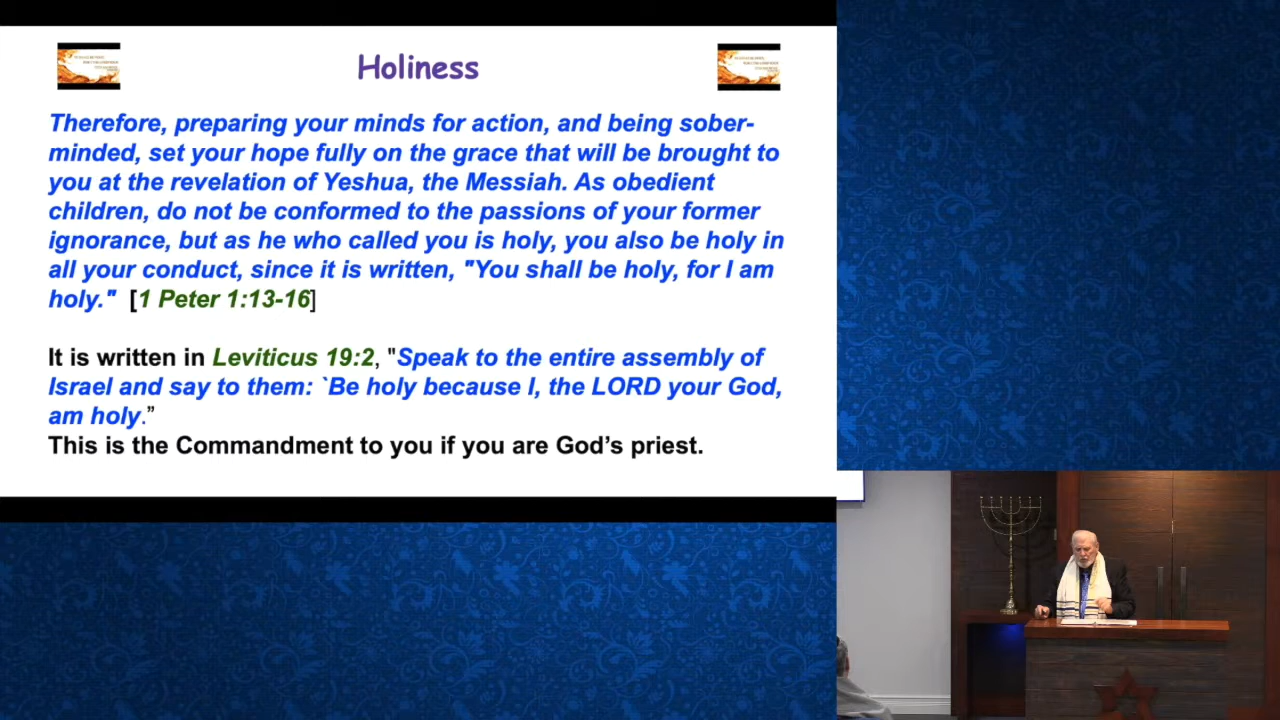 Holiness
Therefore, preparing your minds for action, and being sober-
minded, set your hope fully on the grace that will be brought to
you at the revelation of Yeshua, the Messiah. As obedient
children, do not be conformed to the passions of your former
ignorance, but as he who called you is holy, you also be holy in
all your conduct, since it is written, "You shall be holy, for I am
holy." [1 Peter 1:13-16]
It is written in Leviticus 19:2, "Speak to the entire assembly of
Israel and say to them: `Be holy because I, the LORD your God,
am holy.”
This is the Commandment to you if you are God’s priest.